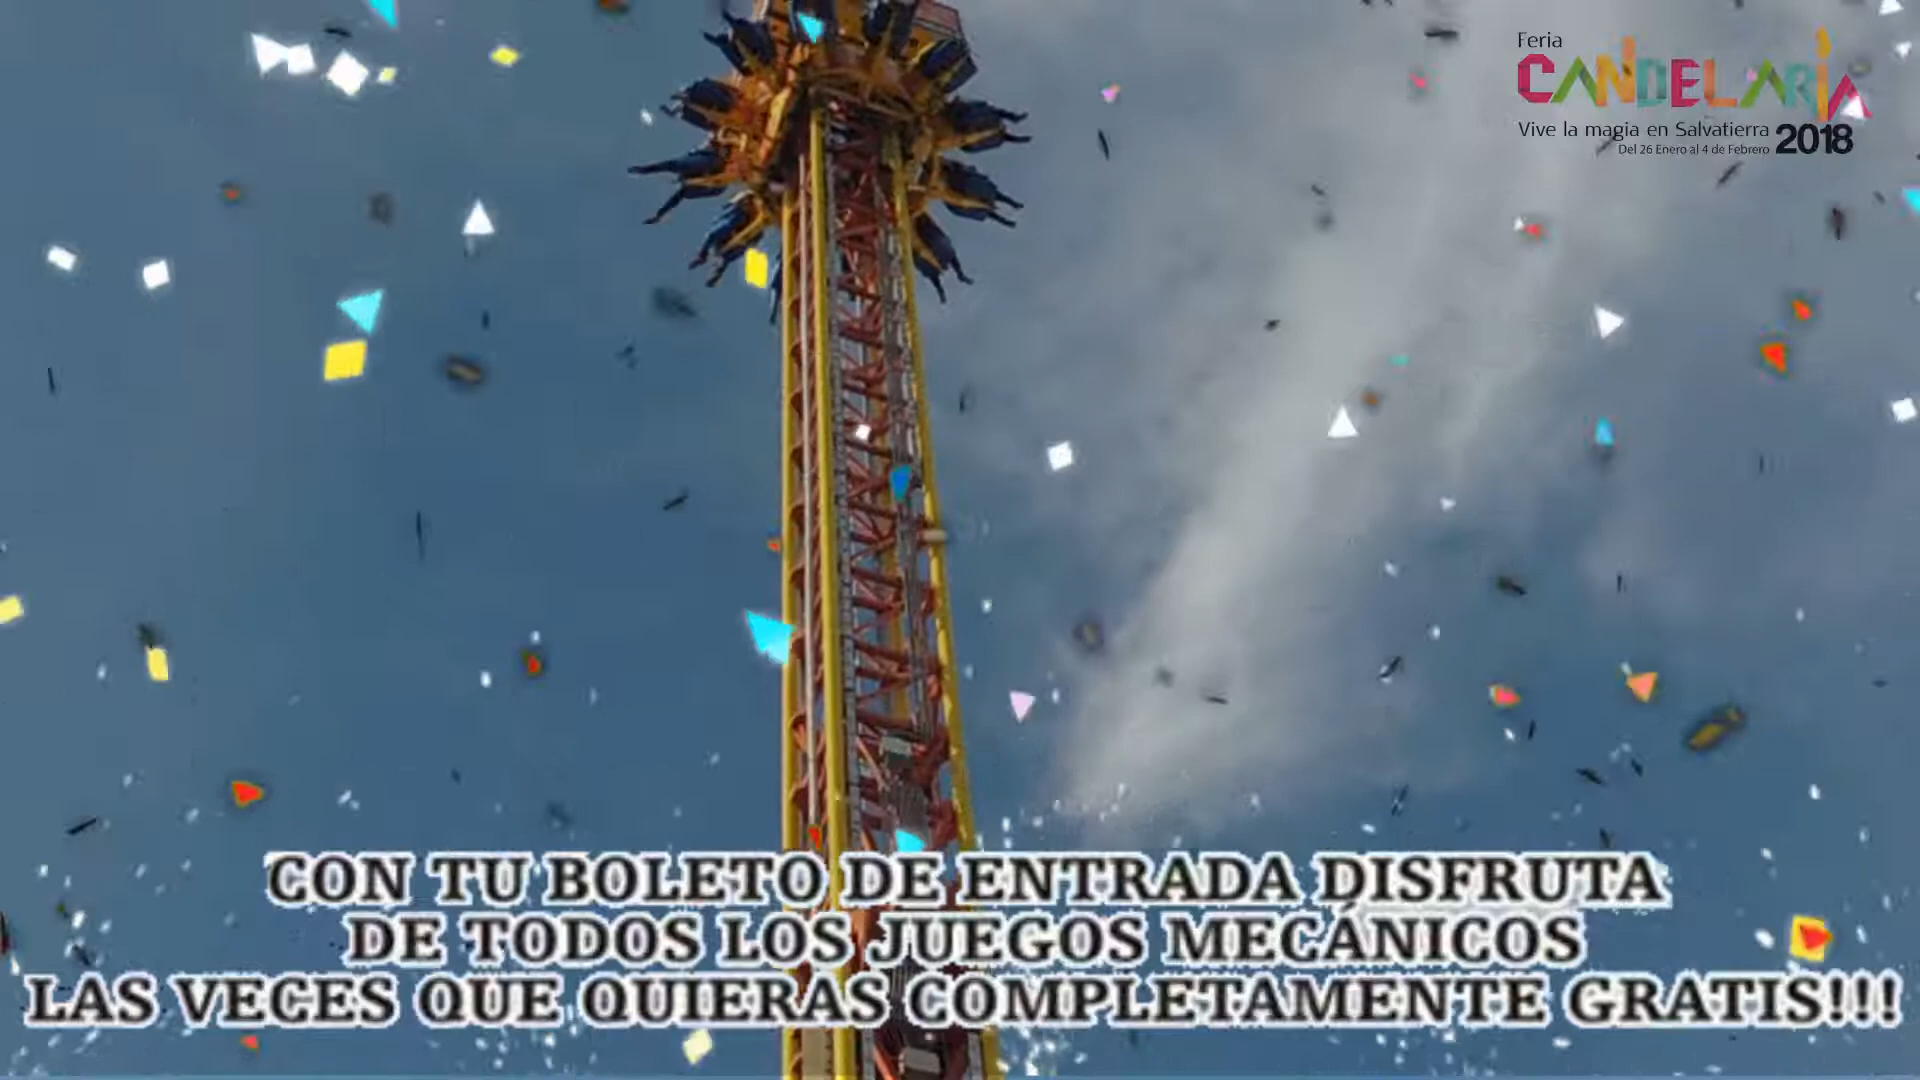 Feria
CANDELARIA
Vive la magia en Salvatierra
Del 26 Enero al 4 de Febrero 2018
CON TU BOLETO DE ENTRADA DISFRUTA
DE TODOS LOS JUEGOS MECÁNICOS
LAS VECES QUE QUIERAS COMPLETAMENTE GRATIS!!!